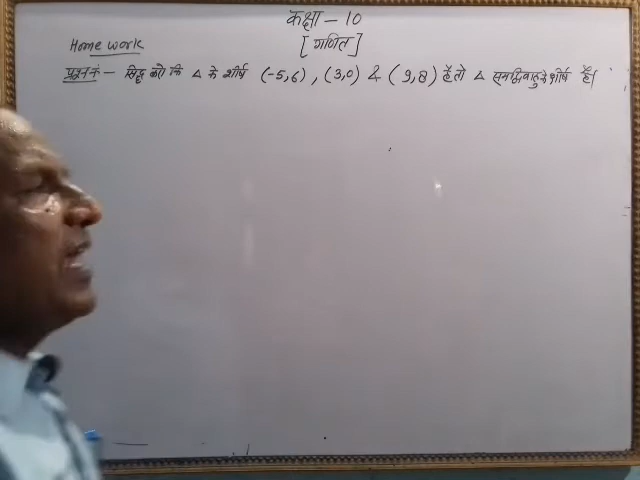 कक्षा - 10
Home work
[गणित]
प्रश्न नं - सिद्ध करो कि △ के शीर्ष (-5,6), (3,0) & (9,8) हैं तो △ समद्विबाहु के शीर्ष हैं।